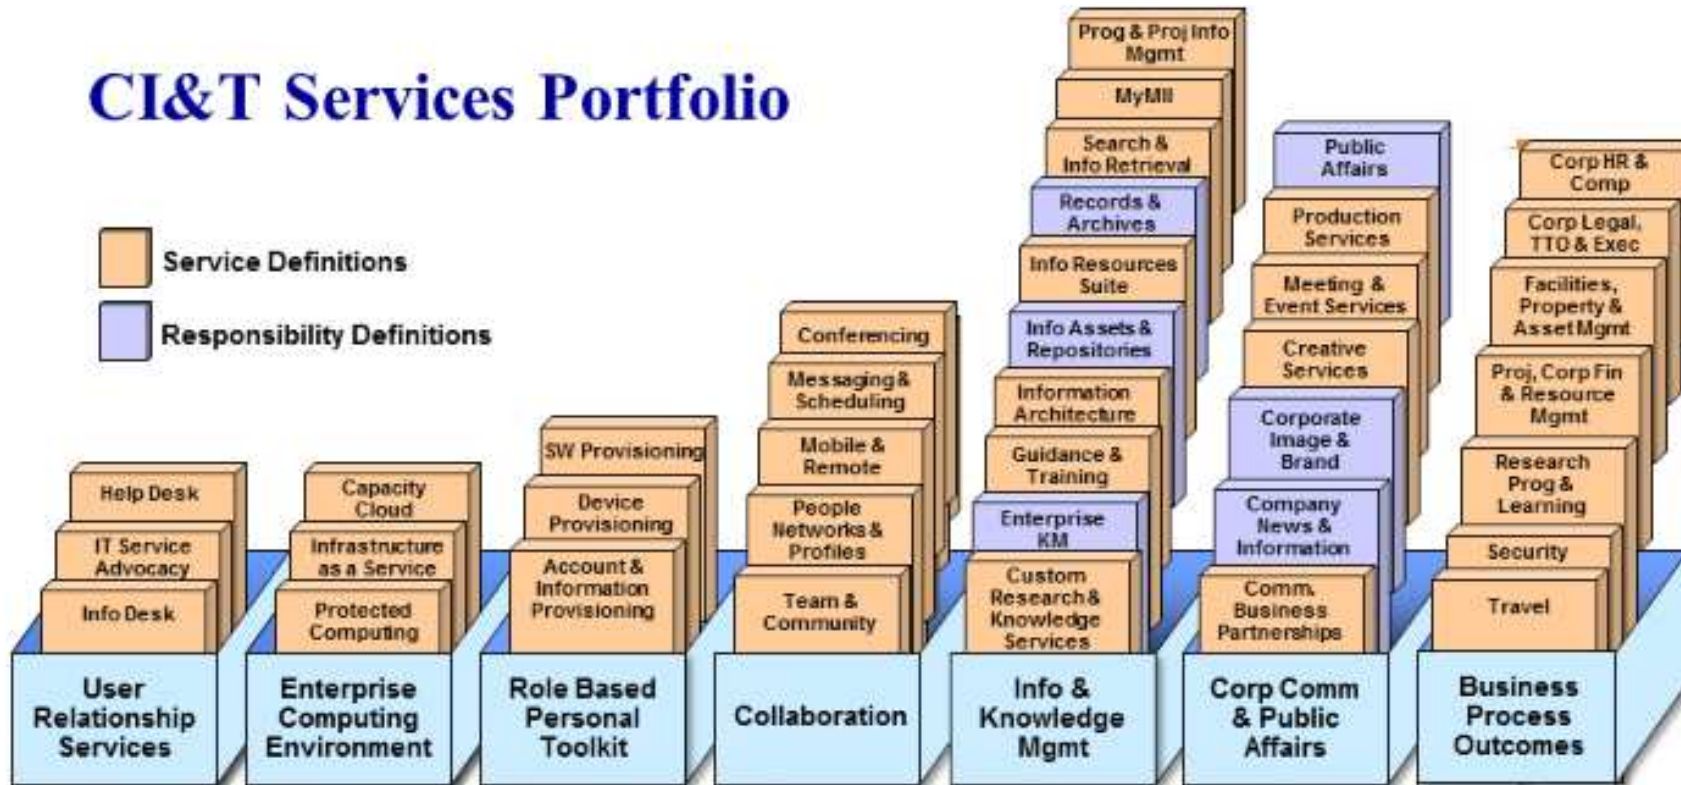 CI&T Services Portfolio
Service Definitions
Responsibility Definitions
Help Desk
IT Service
Advocacy
Info Desk
User
Relationship
Services
Capacity
Cloud
Infrastructure
as a Service
Protected
Computing
Enterprise
Computing
Environment
SW Provisioning
Device
Provisioning
Account &
Information
Provisioning
Role Based
Personal
Toolkit
Conferencing
Messaging &
Scheduling
Mobile &
Remote
People
Networks &
Profiles
Team &
Community
Collaboration
Prog & Proj Info
Mgmt
MyMII
Search &
Info Retrieval
Records &
Archives
Info Resources
Suite
Info Assets &
Repositories
Information
Architecture
Guidance &
Training
Enterprise
KM
Custom
Research &
Knowledge
Services
Info &
Knowledge
Mgmt
Public
Affairs
Production
Services
Meeting &
Event Services
Creative
Services
Corporate
Image &
Brand
Company
News &
Information
Comm.
Business
Partnerships
Corp Comm
& Public
Affairs
Corp HR &
Comp
Corp Legal,
TTO & Exec
Facilities,
Property &
Asset Mgmt
Proj, Corp Fin
& Resource
Mgmt
Research
Prog &
Learning
Security
Travel
Business
Process
Outcomes